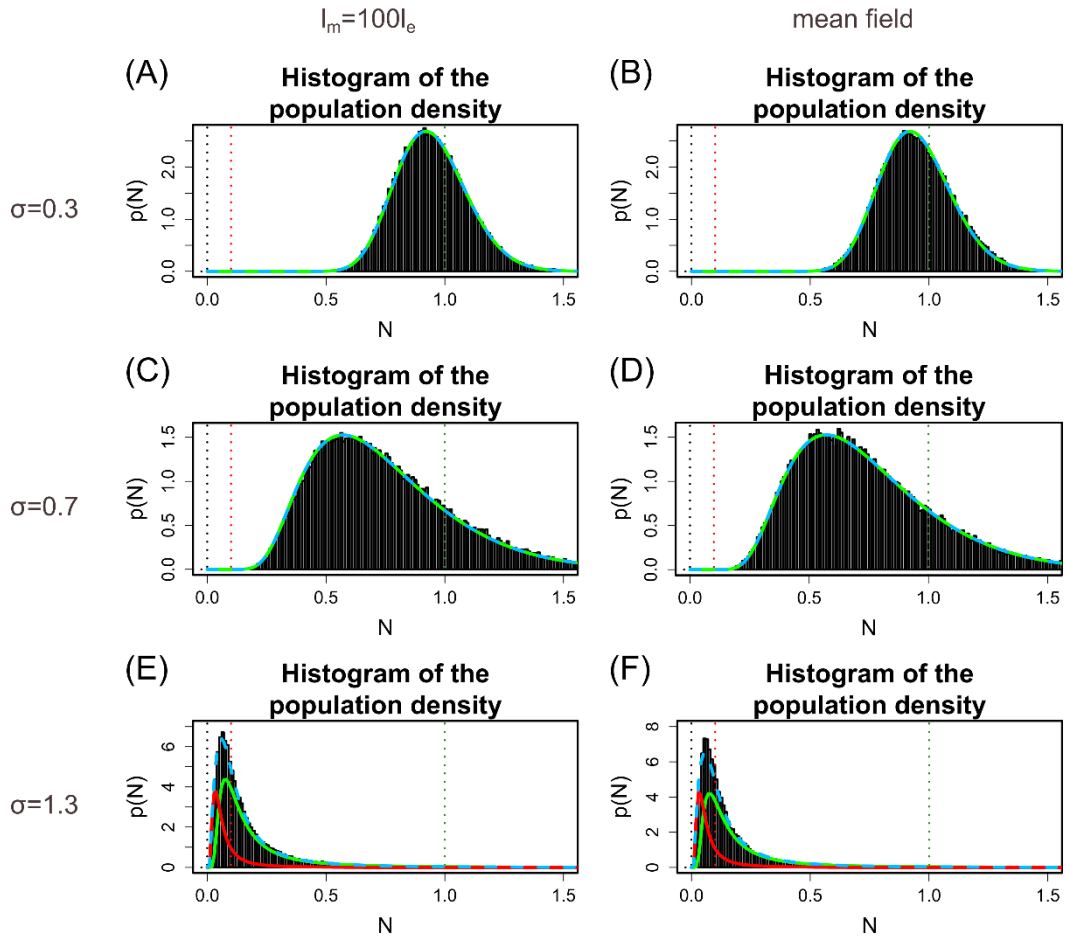 l_m=100l_e
mean field
(A)
Histogram of the
population density
(B)
Histogram of the
population density
σ=0.3
p(N)
0.0 1.0 2.0
0.0 0.5 1.0 1.5
N
p(N)
0.0 1.0 2.0
0.0 0.5 1.0 1.5
N
(C)
Histogram of the
population density
(D)
Histogram of the
population density
σ=0.7
p(N)
0.0 0.5 1.0 1.5
0.0 0.5 1.0 1.5
N
p(N)
0.0 0.5 1.0 1.5
0.0 0.5 1.0 1.5
N
(E)
Histogram of the
population density
(F)
Histogram of the
population density
σ=1.3
p(N)
0 1 2 3 4 5 6
0.0 0.5 1.0 1.5
N
p(N)
0 2 4 6 8
0.0 0.5 1.0 1.5
N